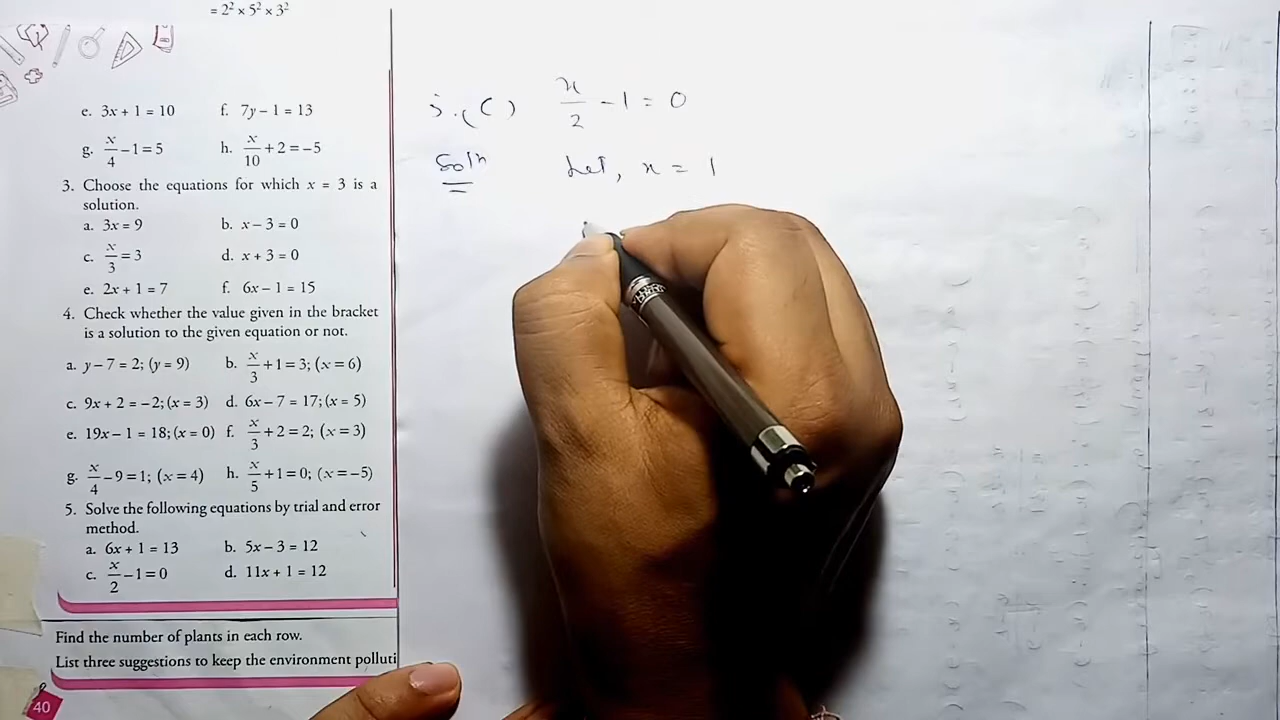 = 2² × 5² × 3²
e. 3x + 1 = 10 f. 7y − 1 = 13
g. x/4 − 1 = 5 h. x/10 + 2 = −5
3. Choose the equations for which x = 3 is a
solution.
a. 3x = 9 b. x − 3 = 0
c. x/3 = 3 d. x + 3 = 0
e. 2x + 1 = 7 f. 6x − 1 = 15
4. Check whether the value given in the bracket
is a solution to the given equation or not.
a. y − 7 = 2; (y = 9) b. x/3 + 1 = 3; (x = 6)
c. 9x + 2 = −2; (x = 3) d. 6x − 7 = 17; (x = 5)
e. 19x − 1 = 18; (x = 0) f. x/3 + 2 = 2; (x = 3)
g. x/4 − 9 = 1; (x = 4) h. x/5 + 1 = 0; (x = −5)
5. Solve the following equations by trial and error
method.
a. 6x + 1 = 13 b. 5x − 3 = 12
c. x/2 − 1 = 0 d. 11x + 1 = 12
Find the number of plants in each row.
List three suggestions to keep the environment polluti
40
5. (C) x/2 − 1 = 0
Soln Let, x = 1